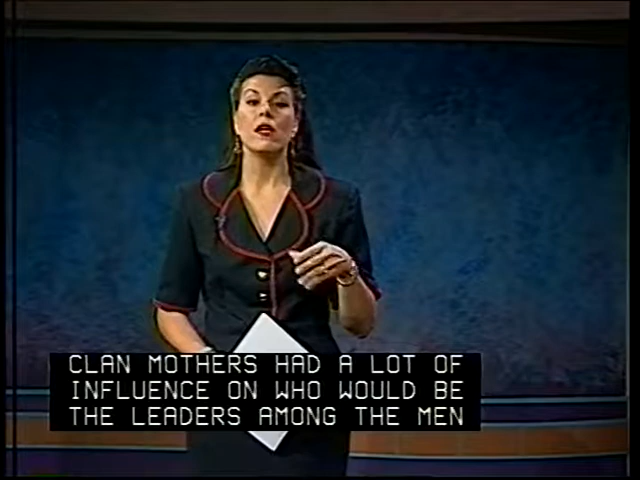 CLAN MOTHERS HAD A LOT OF
INFLUENCE ON WHO WOULD BE
THE LEADERS AMONG THE MEN